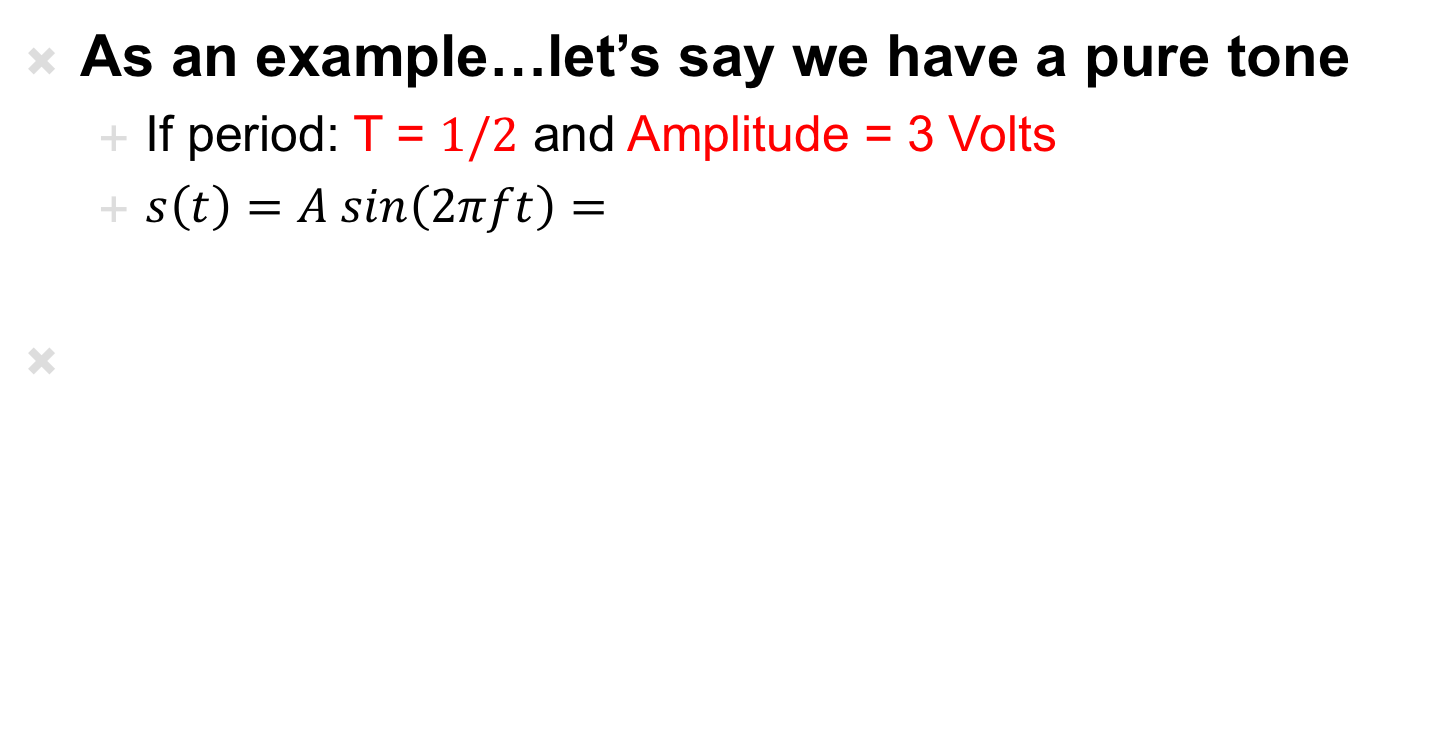 As an example…let’s say we have a pure tone
If period: T = 1/2 and Amplitude = 3 Volts
s(t) = A sin(2πft) =